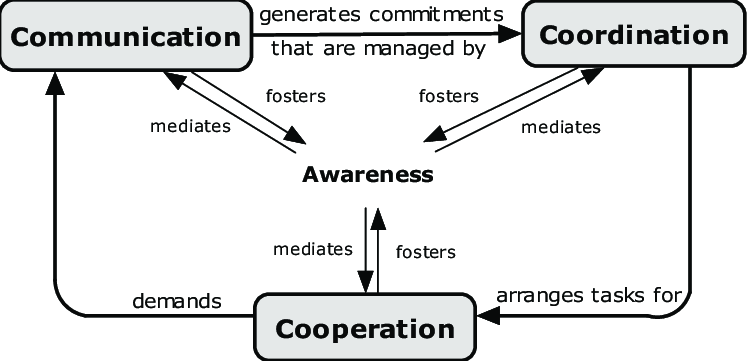 generates commitments
Communication
Coordination
that are managed by
fosters
fosters
mediates
mediates
Awareness
mediates
fosters
demands
arranges tasks for
Cooperation